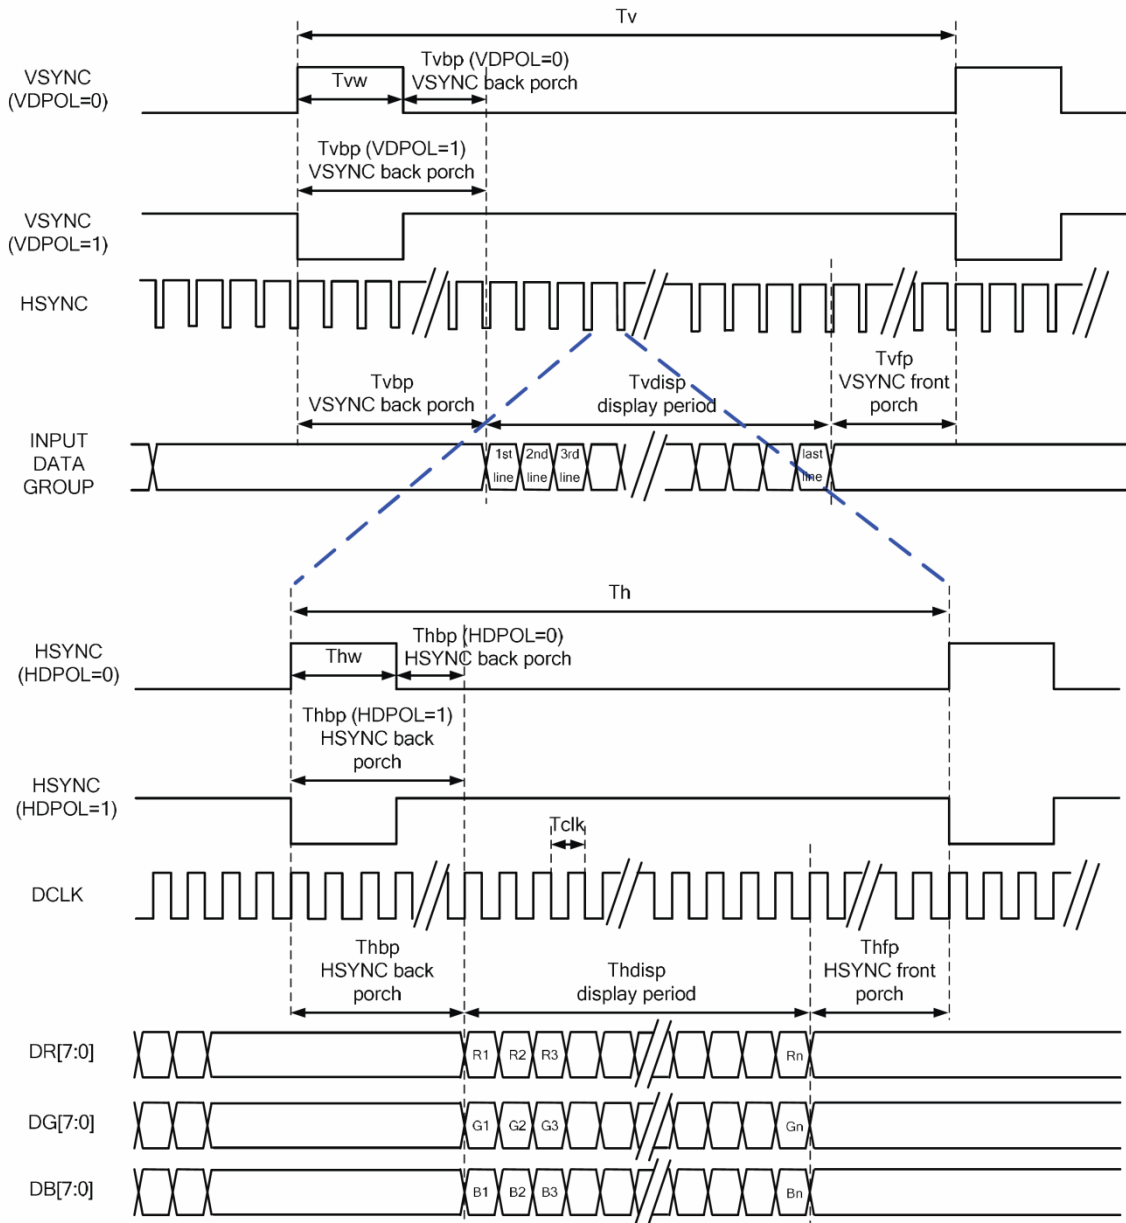 Tv
VSYNC
(VDPOL=0)
Tvw
Tvbp (VDPOL=0)
VSYNC back porch
Tvbp (VDPOL=1)
VSYNC back porch
VSYNC
(VDPOL=1)
HSYNC
Tvbp
VSYNC back porch
Tvdisp
display period
Tvfp
VSYNC front
porch
INPUT
DATA
GROUP
1st
line
2nd
line
3rd
line
last
line
Th
HSYNC
(HDPOL=0)
Thw
Thbp (HDPOL=0)
HSYNC back porch
Thbp (HDPOL=1)
HSYNC back
porch
HSYNC
(HDPOL=1)
Tclk
DCLK
Thbp
HSYNC back
porch
Thdisp
display period
Thfp
HSYNC front
porch
DR[7:0]
R1 R2 R3 Rn
DG[7:0]
G1 G2 G3 Gn
DB[7:0]
B1 B2 B3 Bn